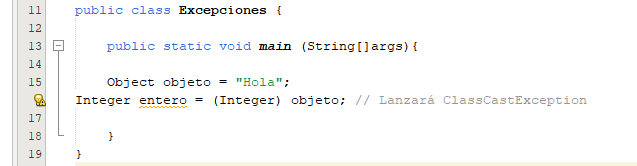 11 public class Excepciones {
12
13 public static void main (String[]args){
14
15 Object objeto = "Hola";
Integer entero = (Integer) objeto; // Lanzará ClassCastException
17
18 }
19 }